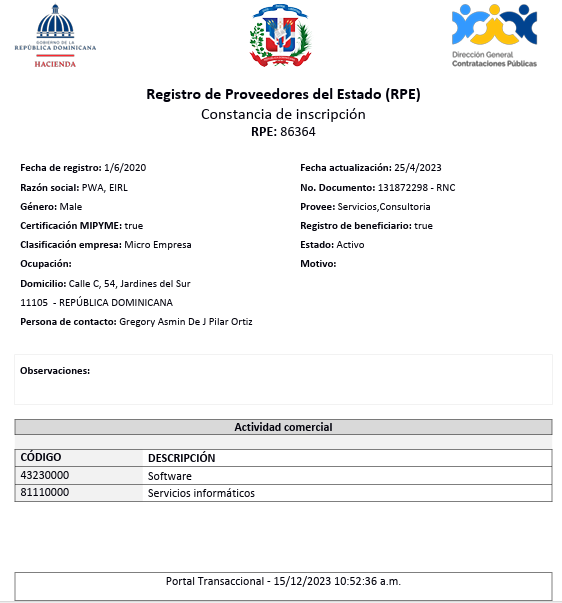 GOBIERNO DE LA
REPÚBLICA DOMINICANA
HACIENDA
Dirección General
Contrataciones Públicas
Registro de Proveedores del Estado (RPE)
Constancia de inscripción
RPE: 86364
Fecha de registro: 1/6/2020
Fecha actualización: 25/4/2023
Razón social: PWA, EIRL
No. Documento: 131872298 - RNC
Género: Male
Provee: Servicios,Consultoria
Certificación MIPYME: true
Registro de beneficiario: true
Clasificación empresa: Micro Empresa
Estado: Activo
Ocupación:
Motivo:
Domicilio: Calle C, 54, Jardines del Sur
11105 - REPÚBLICA DOMINICANA
Persona de contacto: Gregory Asmin De J Pilar Ortiz
Observaciones:
Actividad comercial
CÓDIGO DESCRIPCIÓN
43230000 Software
81110000 Servicios informáticos
Portal Transaccional - 15/12/2023 10:52:36 a.m.